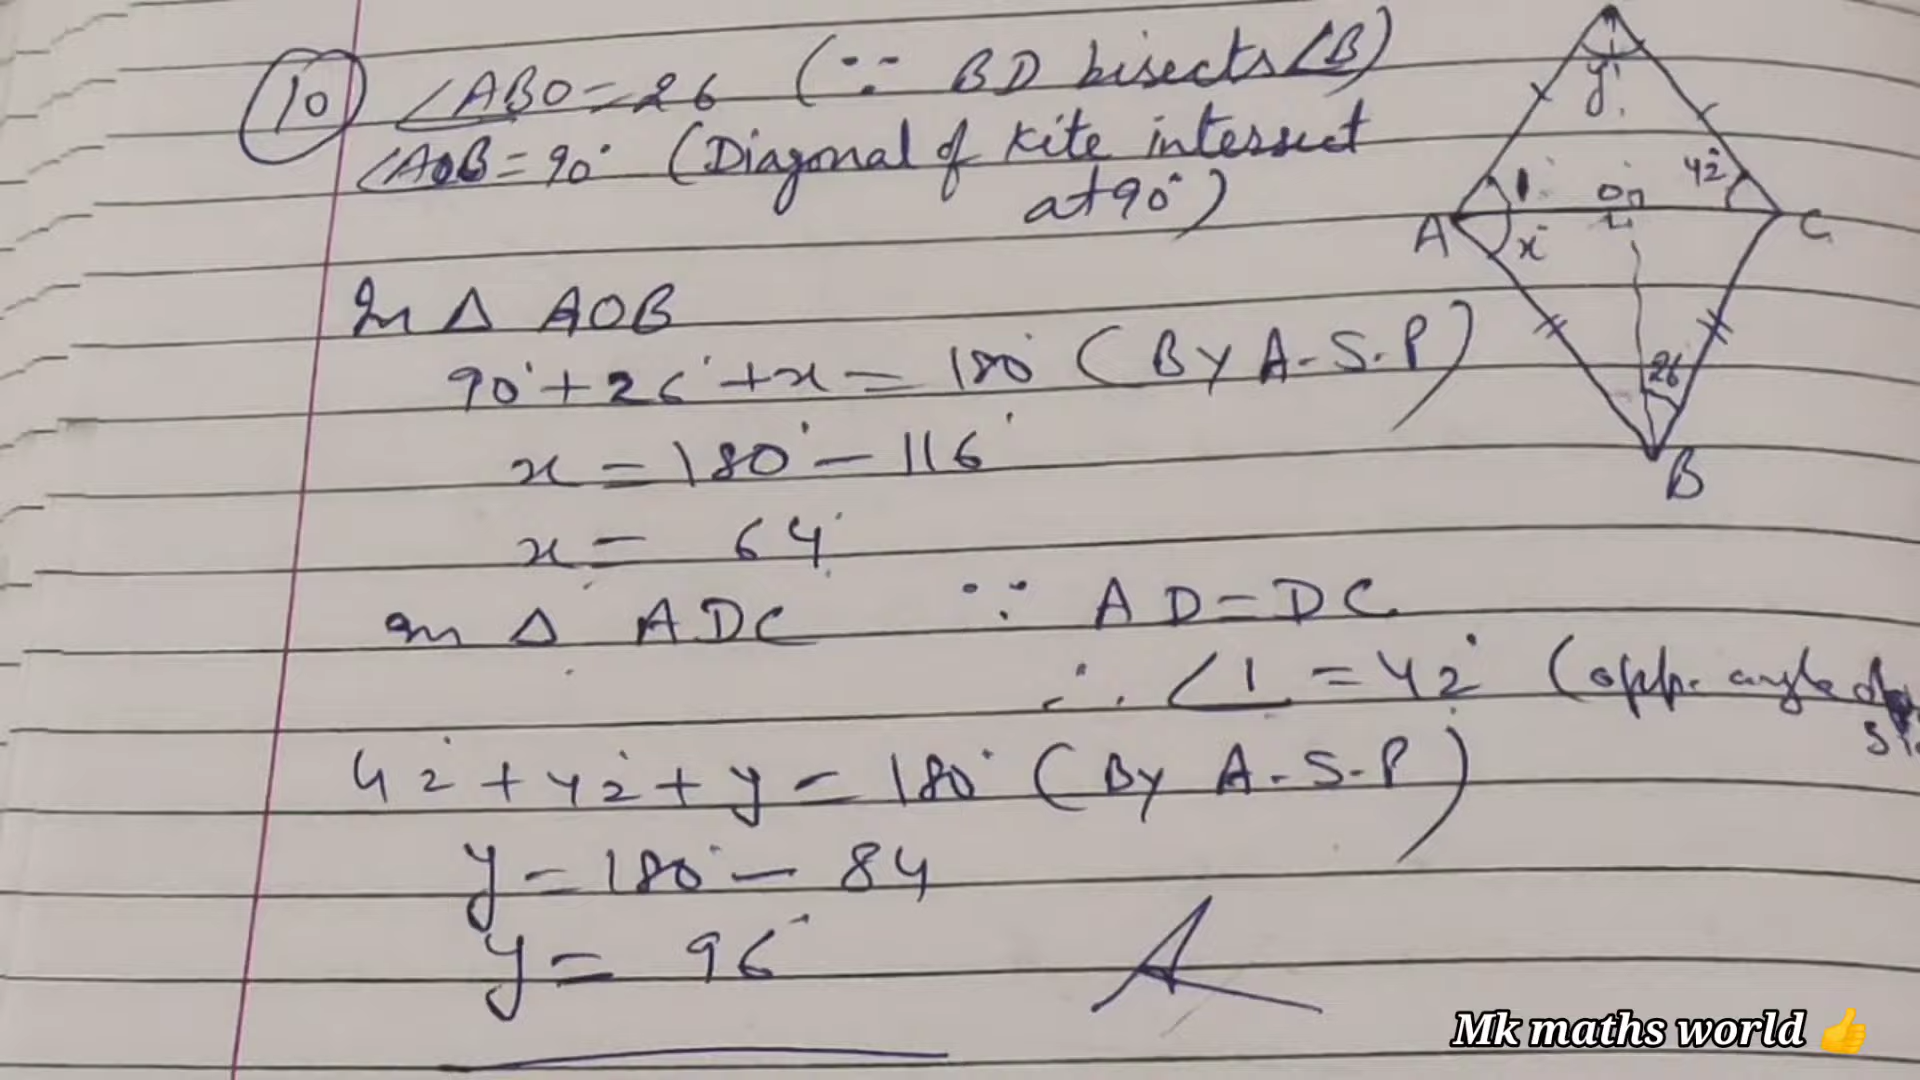 10 ∠ABO = 26 (∵ BD bisects ∠B)
∠AOB = 90° (Diagonal of kite intersect
at 90°)
In Δ AOB
90° + 26° + x = 180° (By A.S.P)
x = 180° - 116°
x = 64°
In Δ ADC ∵ AD = DC
∴ ∠1 = 42° (opp. angle of
42° + 42° + y = 180° (By A.S.P)
y = 180° - 84
y = 96°
y
1 O 42°
A x C
26
B
Mk maths world 👍